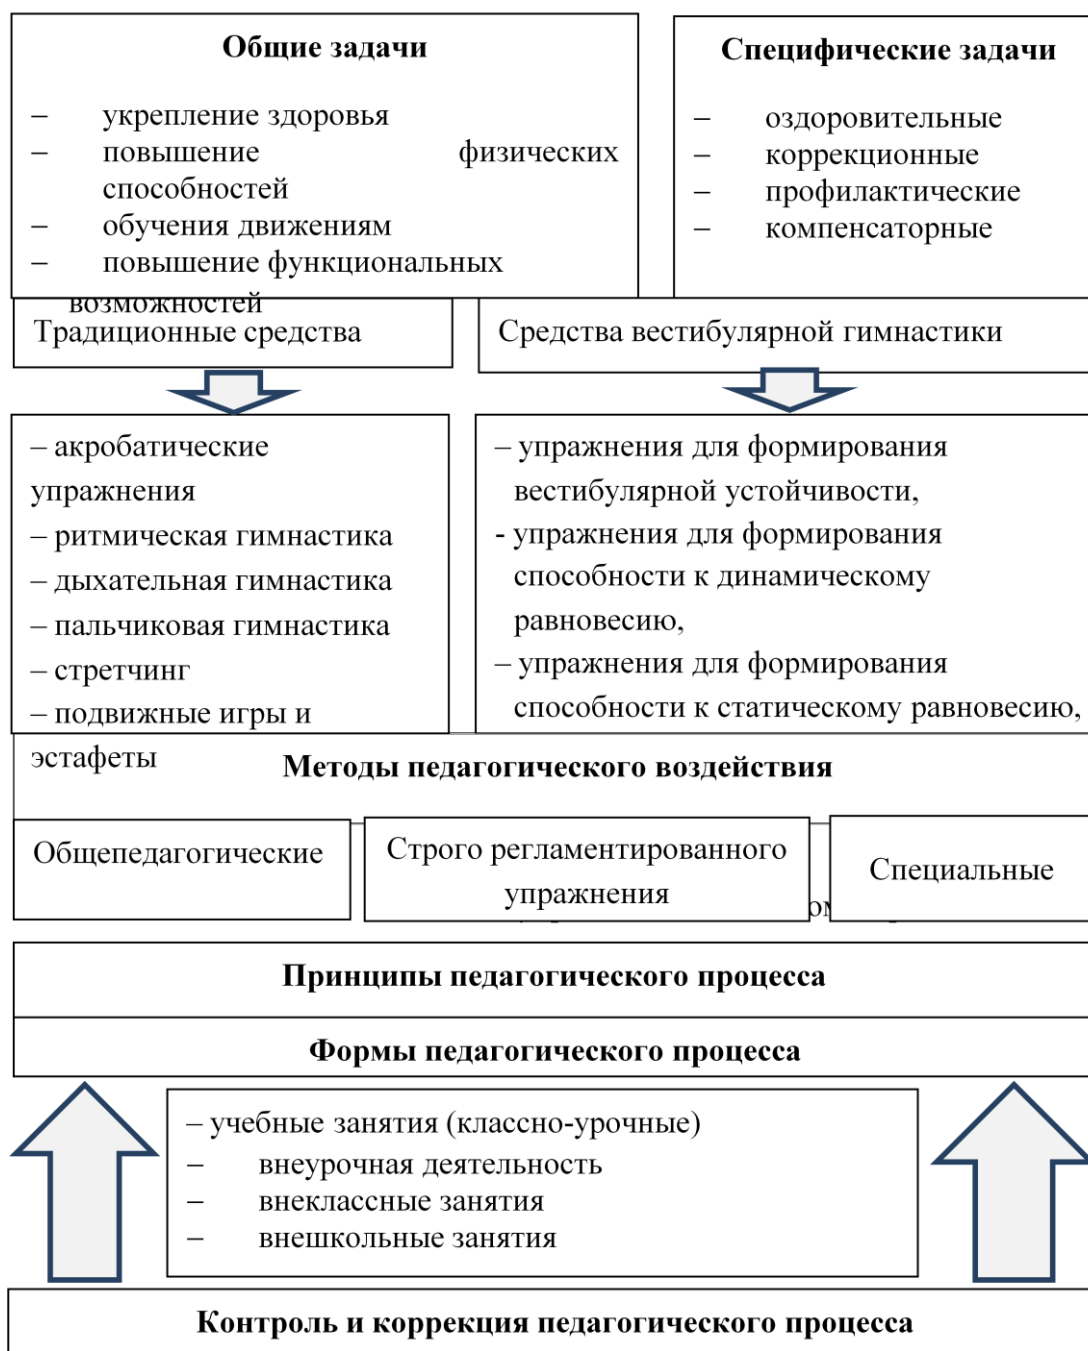 Общие задачи
– укрепление здоровья
– повышение физических
способностей
– обучения движениям
– повышение функциональных
возможностей
Специфические задачи
– оздоровительные
– коррекционные
– профилактические
– компенсаторные
Традиционные средства
Средства вестибулярной гимнастики
– акробатические
упражнения
– ритмическая гимнастика
– дыхательная гимнастика
– пальчиковая гимнастика
– стретчинг
– подвижные игры и
эстафеты
– упражнения для формирования
вестибулярной устойчивости,
- упражнения для формирования
способности к динамическому
равновесию,
– упражнения для формирования
способности к статическому равновесию,
Методы педагогического воздействия
Общепедагогические
Строго регламентированного
упражнения
Специальные
Принципы педагогического процесса
Формы педагогического процесса
– учебные занятия (классно-урочные)
– внеурочная деятельность
– внеклассные занятия
– внешкольные занятия
Контроль и коррекция педагогического процесса